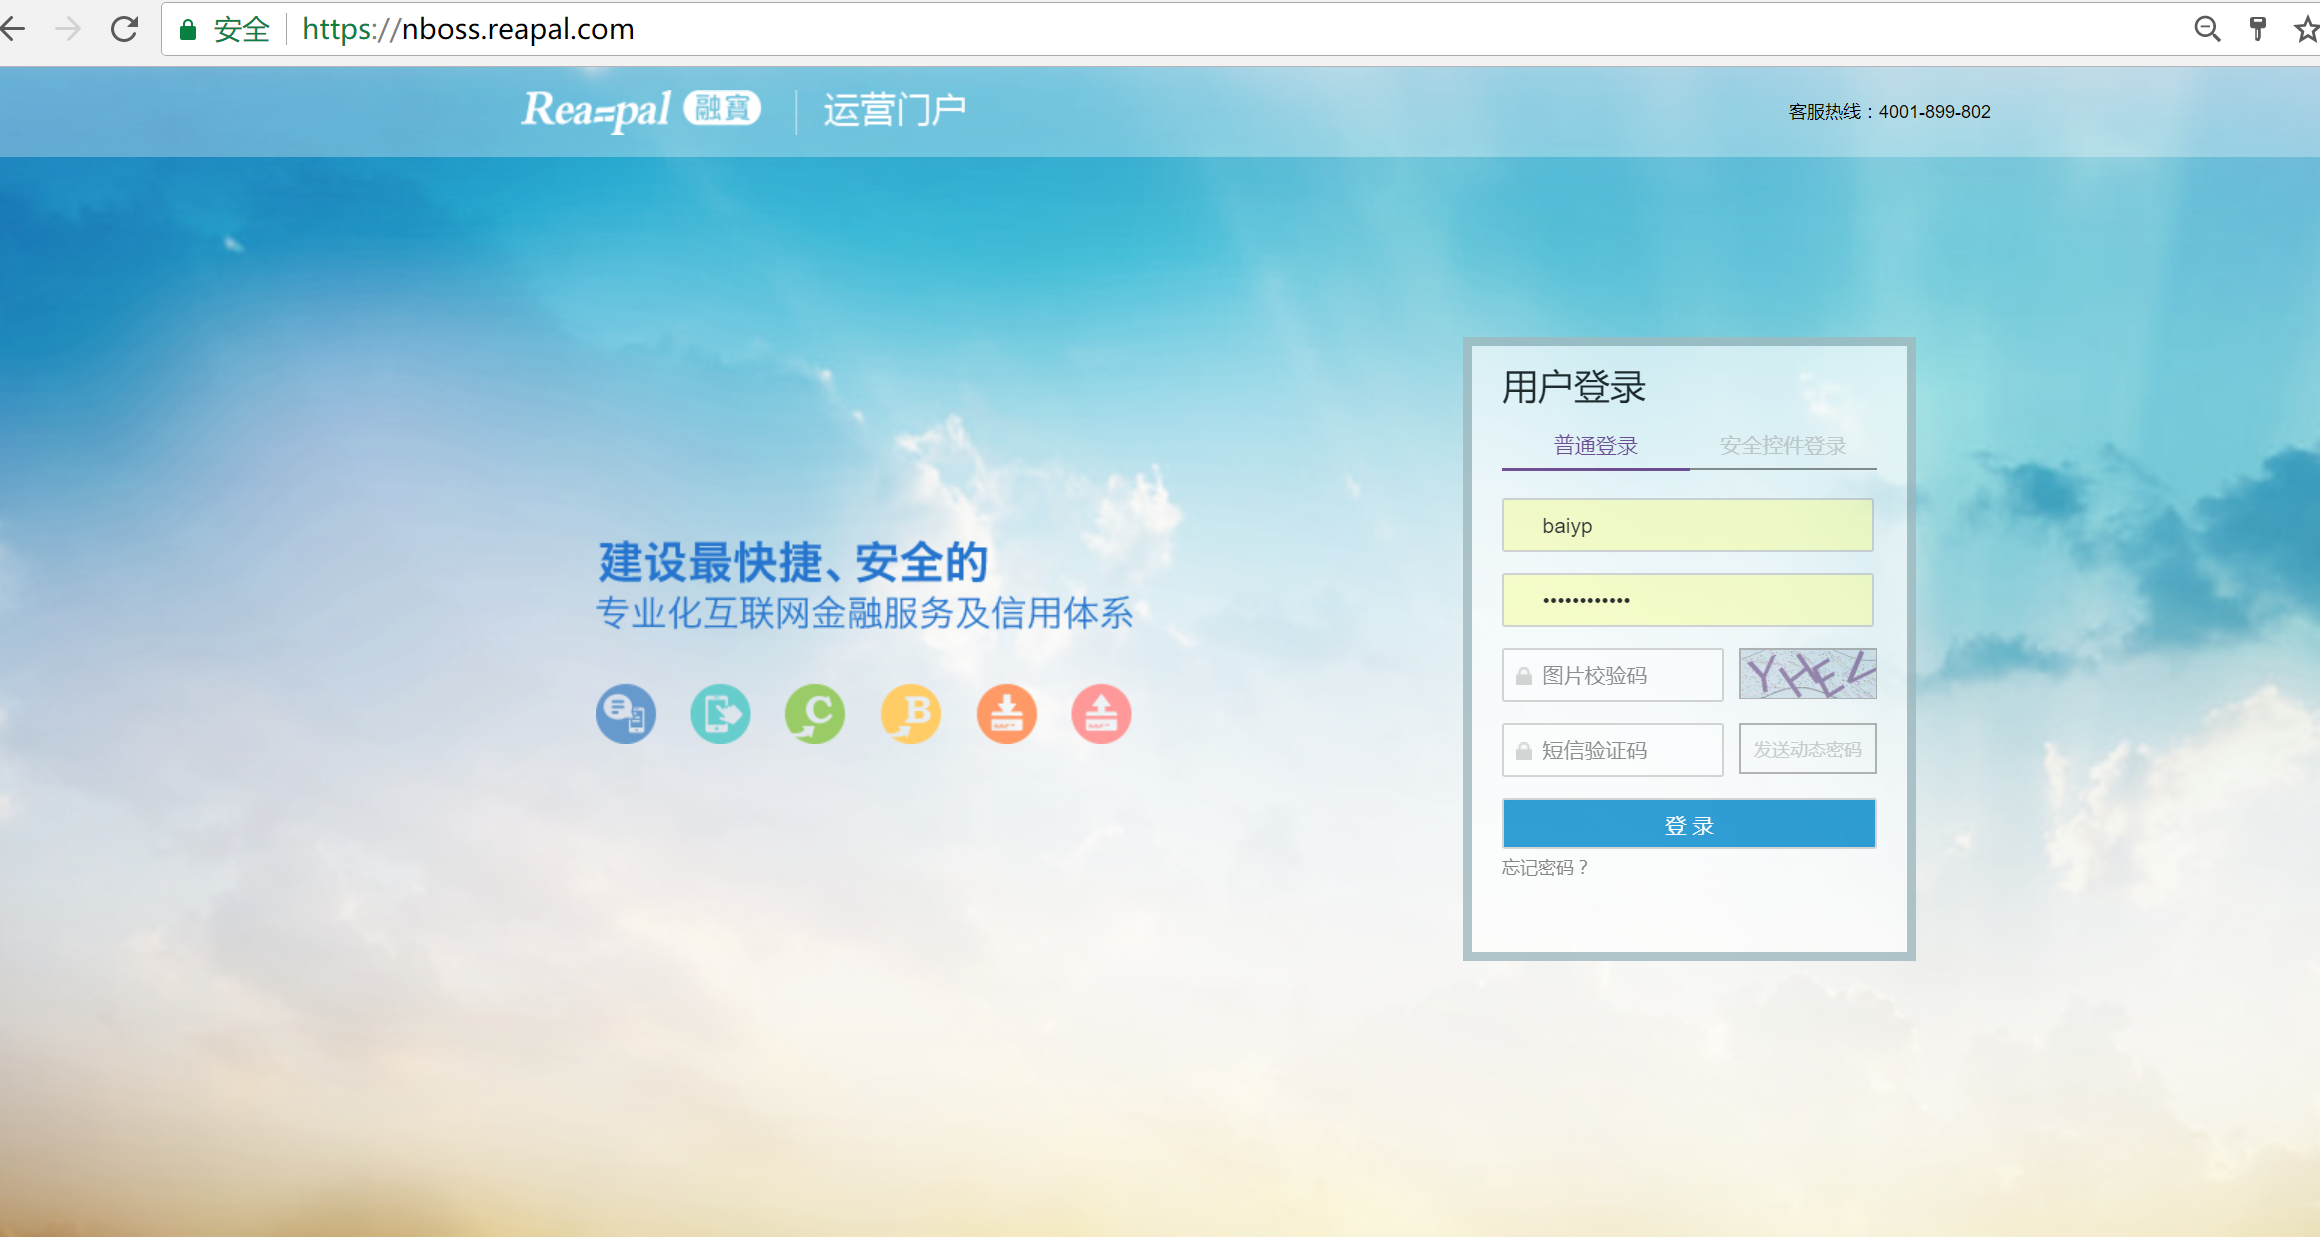 安全 https://nboss.reapal.com
Reapal 融寶 运营门户
客服热线：4001-899-802
用户登录
普通登录 安全控件登录
baiyp
••••••••••••
建设最快捷、安全的
专业化互联网金融服务及信用体系
图片校验码 YHEV
短信验证码 发送动态密码
登 录
忘记密码？
C
B